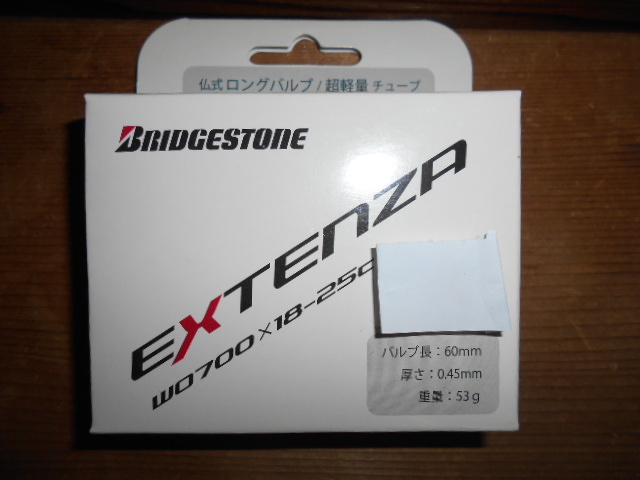 仏式 ロングバルブ / 超軽量 チューブ
BRIDGESTONE
EXTENZA
WO700×18-25c
バルブ長：60mm
厚さ：0.45mm
重量：53g